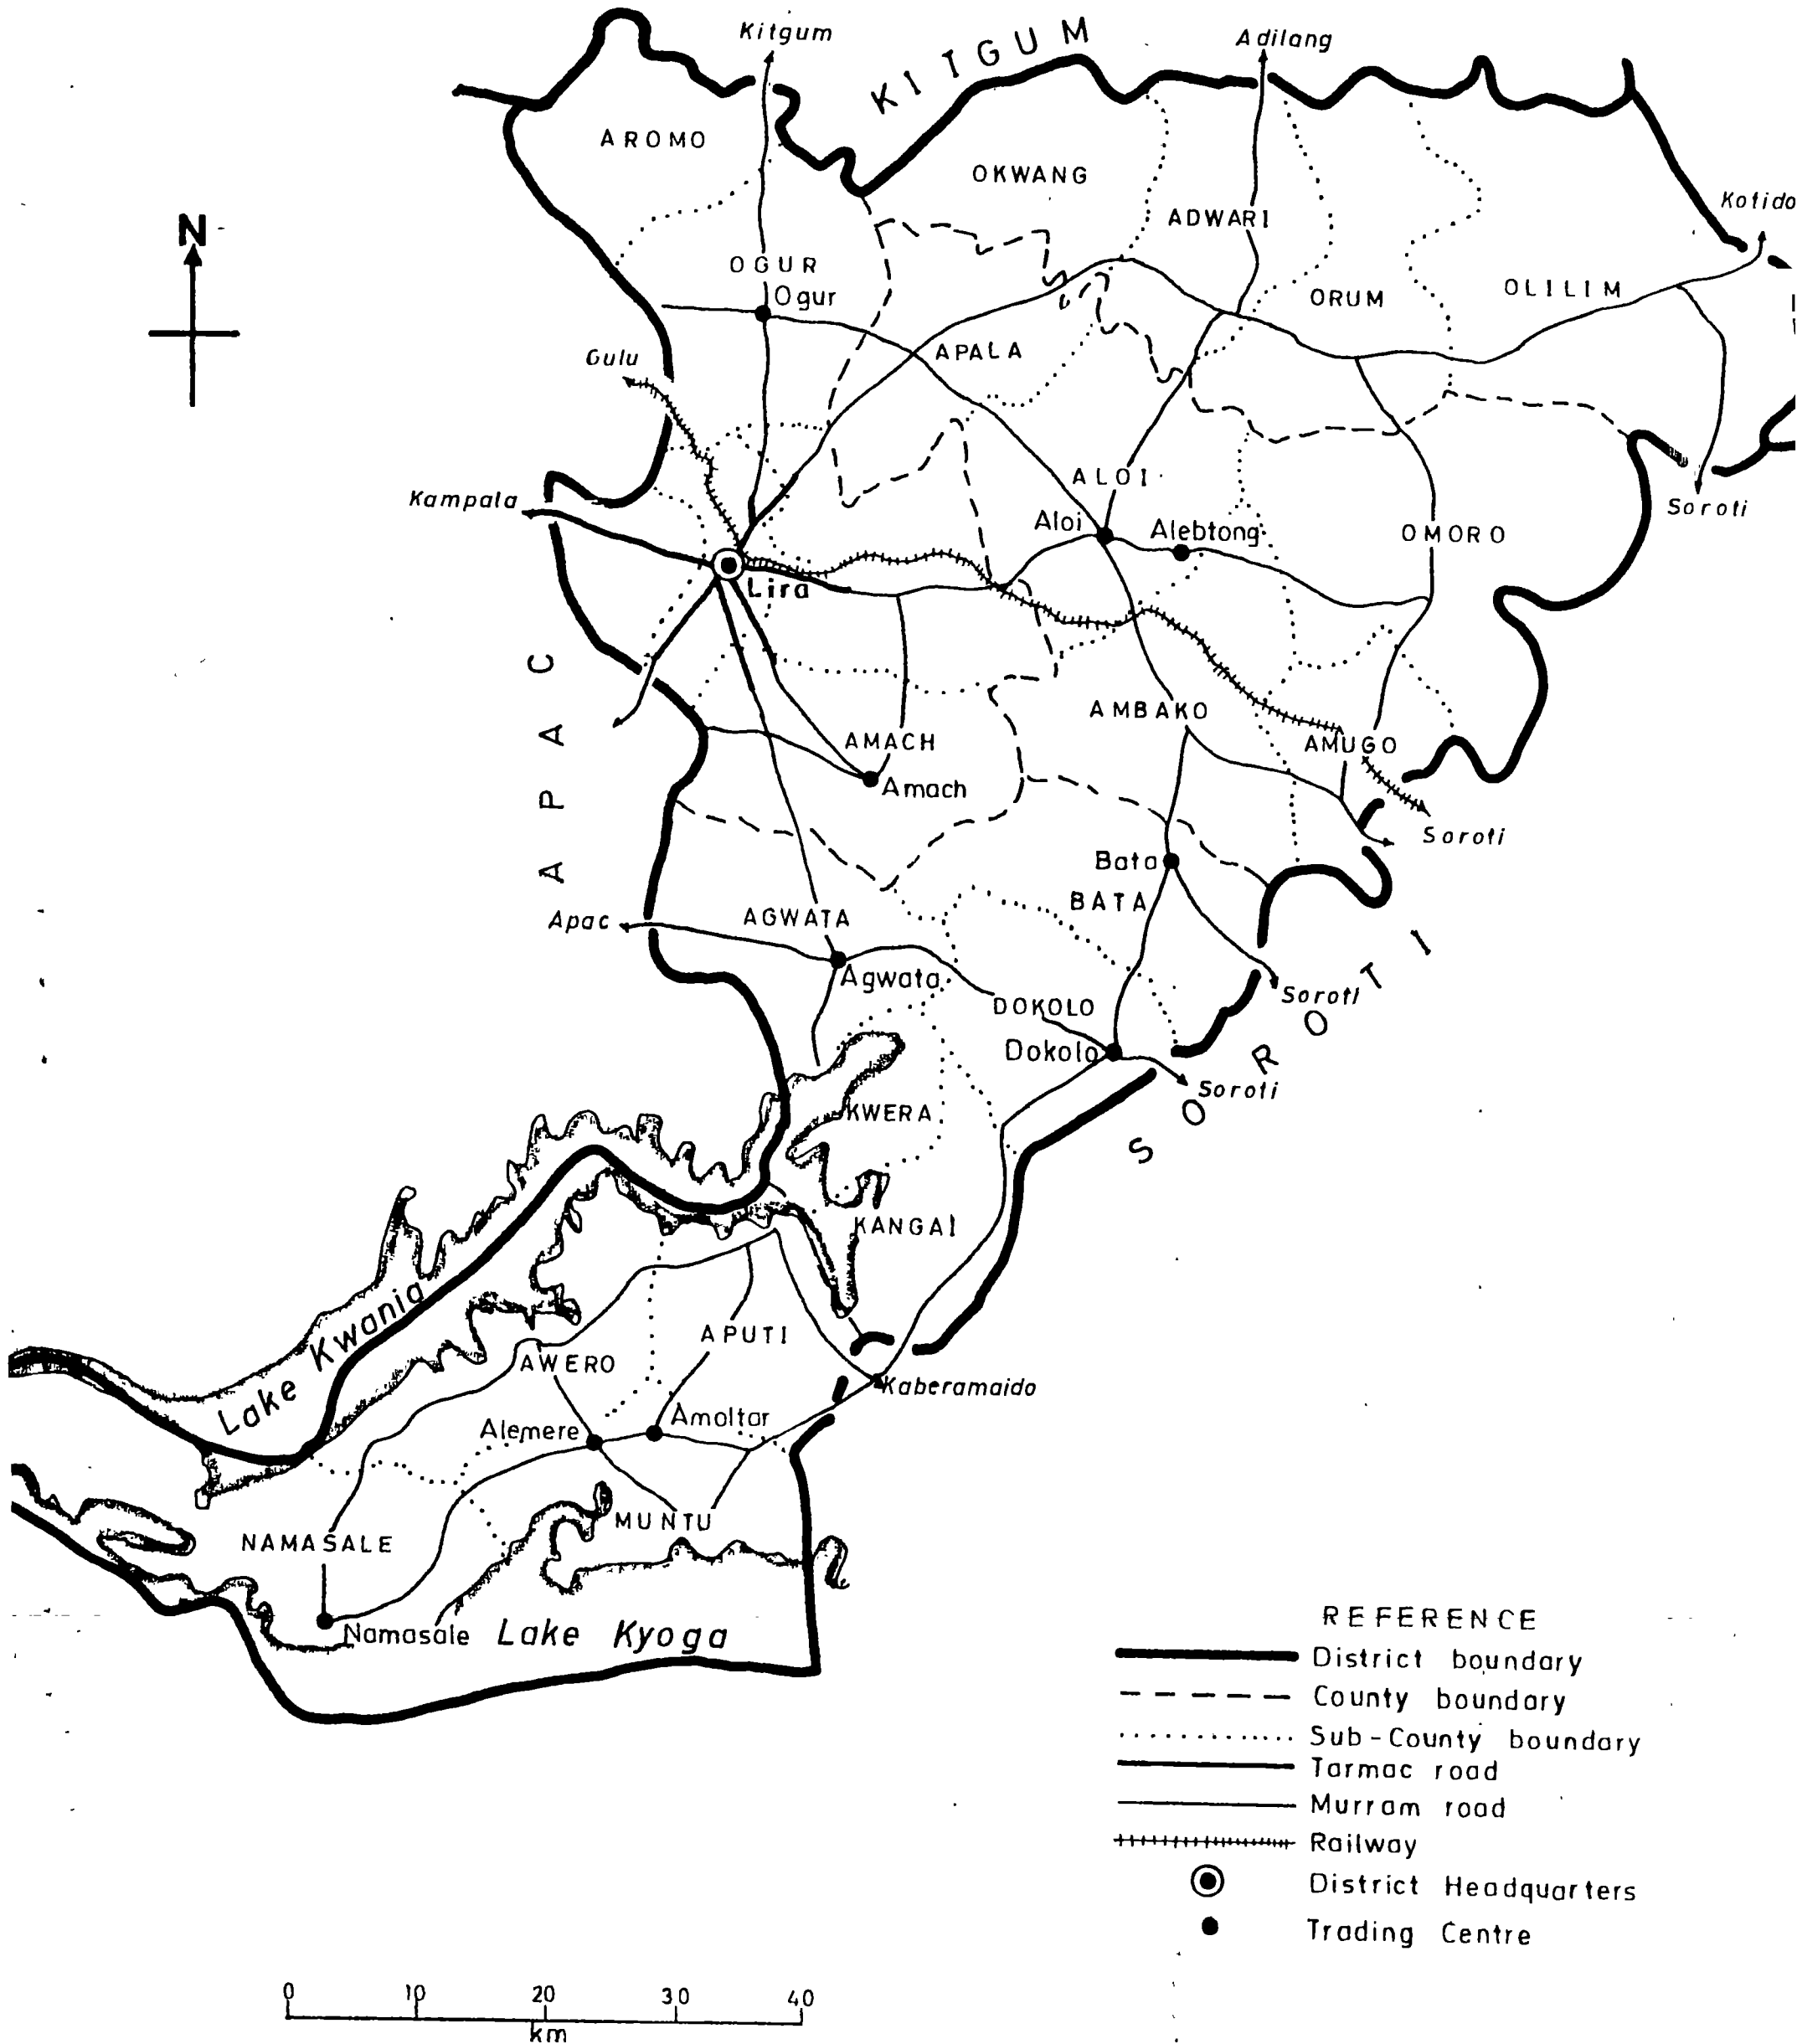 Kitgum
KITGUM
Adilang
AROMO
OKWANG
Kotido
ADWARI
N
OGUR
Ogur
ORUM
OLILIM
Gulu
APALA
Kampala
ALOI
Soroti
Aloi
Alebtong
OMORO
Lira
APAC
AMBAKO
AMACH
AMUGO
Amach
Soroti
Bata
BATA
Apac
AGWATA
Agwata
Soroti
SOROTI
DOKOLO
Dokolo
Soroti
KWERA
KANGAI
Lake Kwania
APUTI
AWERO
Kaberamaido
Amoltar
Alemere
MUNTU
NAMASALE
Namasale
Lake Kyoga
REFERENCE
District boundary
County boundary
Sub-County boundary
Tarmac road
Murram road
Railway
District Headquarters
Trading Centre
0 10 20 30 40
km